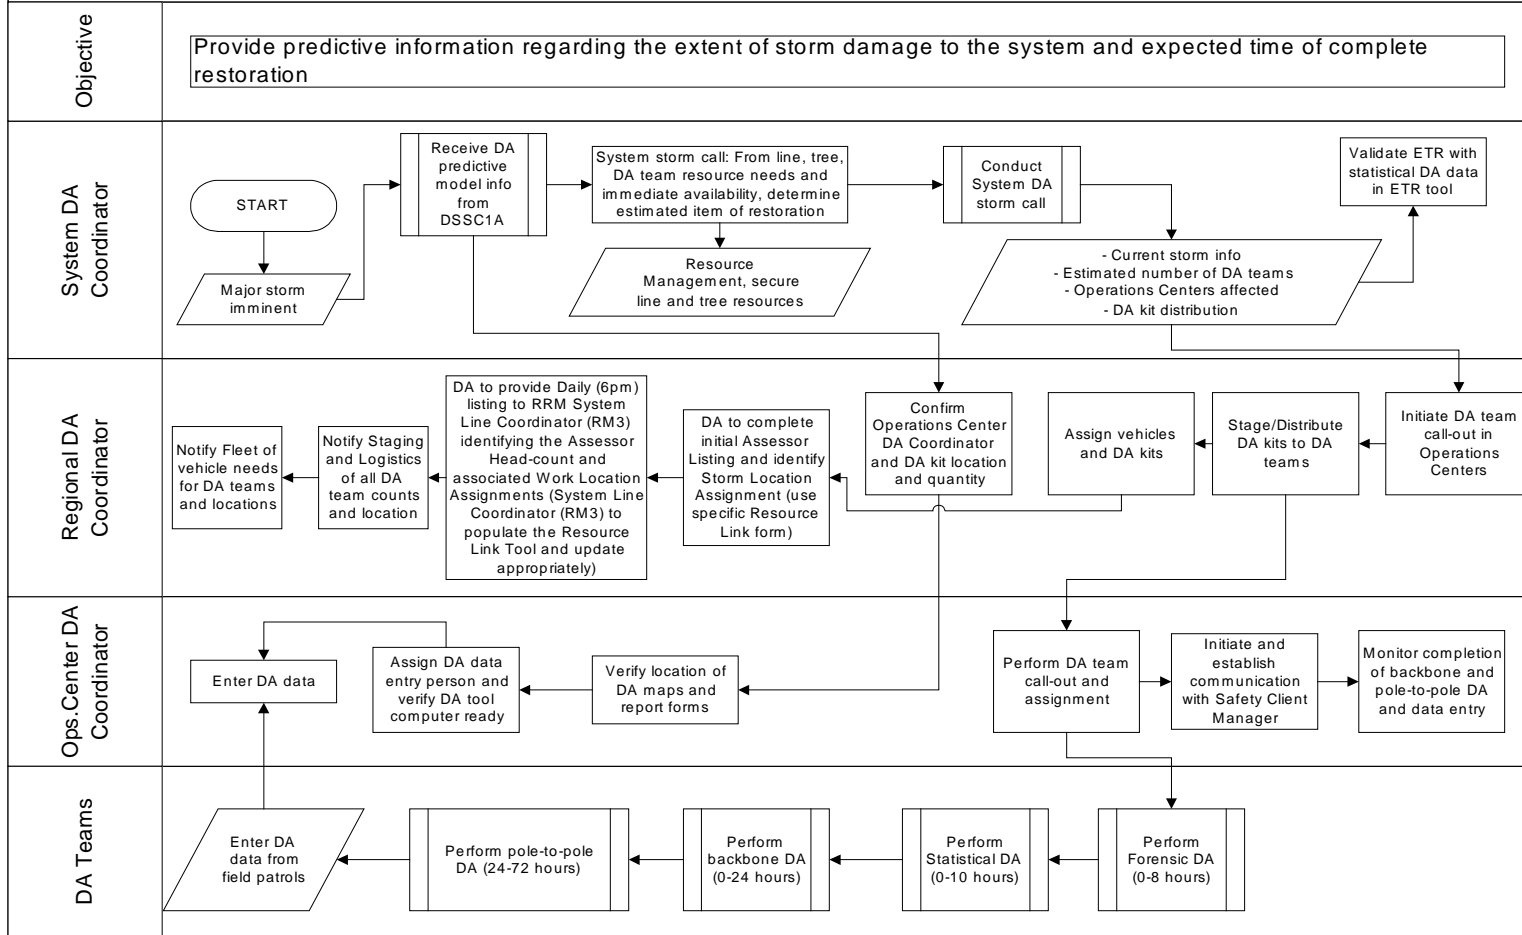 Objective
Provide predictive information regarding the extent of storm damage to the system and expected time of complete
restoration
System DA
Coordinator
START
Major storm
imminent
Receive DA
predictive
model info
from
DSSC1A
System storm call: From line, tree,
DA team resource needs and
immediate availability, determine
estimated item of restoration
Resource
Management, secure
line and tree resources
Conduct
System DA
storm call
- Current storm info
- Estimated number of DA teams
- Operations Centers affected
- DA kit distribution
Validate ETR with
statistical DA data
in ETR tool
Regional DA
Coordinator
Notify Fleet of
vehicle needs
for DA teams
and locations
Notify Staging
and Logistics
of all DA
team counts
and location
DA to provide Daily (6pm)
listing to RRM System
Line Coordinator (RM3)
identifying the Assessor
Head-count and
associated Work Location
Assignments (System Line
Coordinator (RM3) to
populate the Resource
Link Tool and update
appropriately)
DA to complete
initial Assessor
Listing and identify
Storm Location
Assignment (use
specific Resource
Link form)
Confirm
Operations Center
DA Coordinator
and DA kit location
and quantity
Assign vehicles
and DA kits
Stage/Distribute
DA kits to DA
teams
Initiate DA team
call-out in
Operations
Centers
Ops.Center DA
Coordinator
Enter DA data
Assign DA data
entry person and
verify DA tool
computer ready
Verify location of
DA maps and
report forms
Perform DA team
call-out and
assignment
Initiate and
establish
communication
with Safety Client
Manager
Monitor completion
of backbone and
pole-to-pole DA
and data entry
DA Teams
Enter DA
data from
field patrols
Perform pole-to-pole
DA (24-72 hours)
Perform
backbone DA
(0-24 hours)
Perform
Statistical DA
(0-10 hours)
Perform
Forensic DA
(0-8 hours)